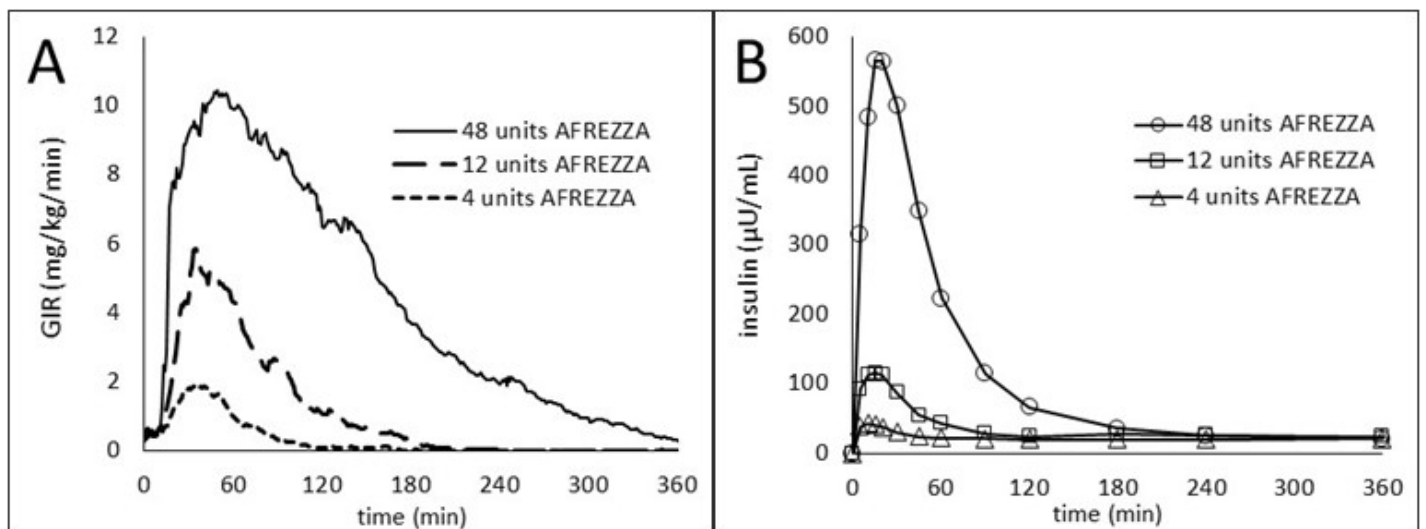 A
GIR (mg/kg/min)
12
10
8
6
4
2
0
48 units AFREZZA
12 units AFREZZA
4 units AFREZZA
0 60 120 180 240 300 360
time (min)
B
insulin (µU/mL)
600
500
400
300
200
100
0
48 units AFREZZA
12 units AFREZZA
4 units AFREZZA
0 60 120 180 240 300 360
time (min)